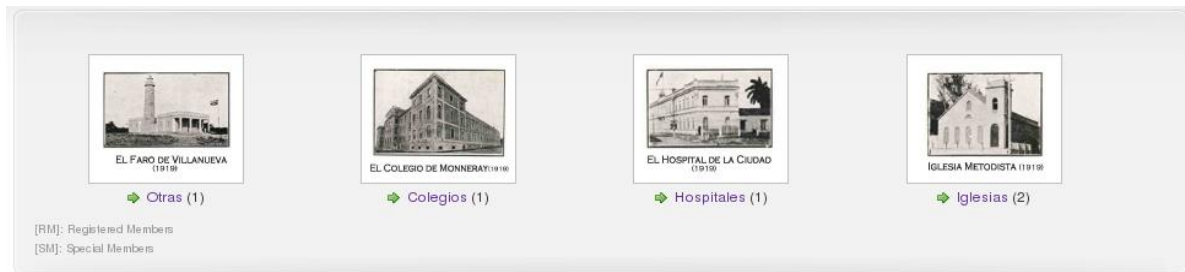 EL FARO DE VILLANUEVA
(1919)
EL COLEGIO DE MONNERAY (1919)
EL HOSPITAL DE LA CIUDAD
(1919)
IGLESIA METODISTA (1919)
Otras (1)
Colegios (1)
Hospitales (1)
Iglesias (2)
[RM]: Registered Members
[SM]: Special Members